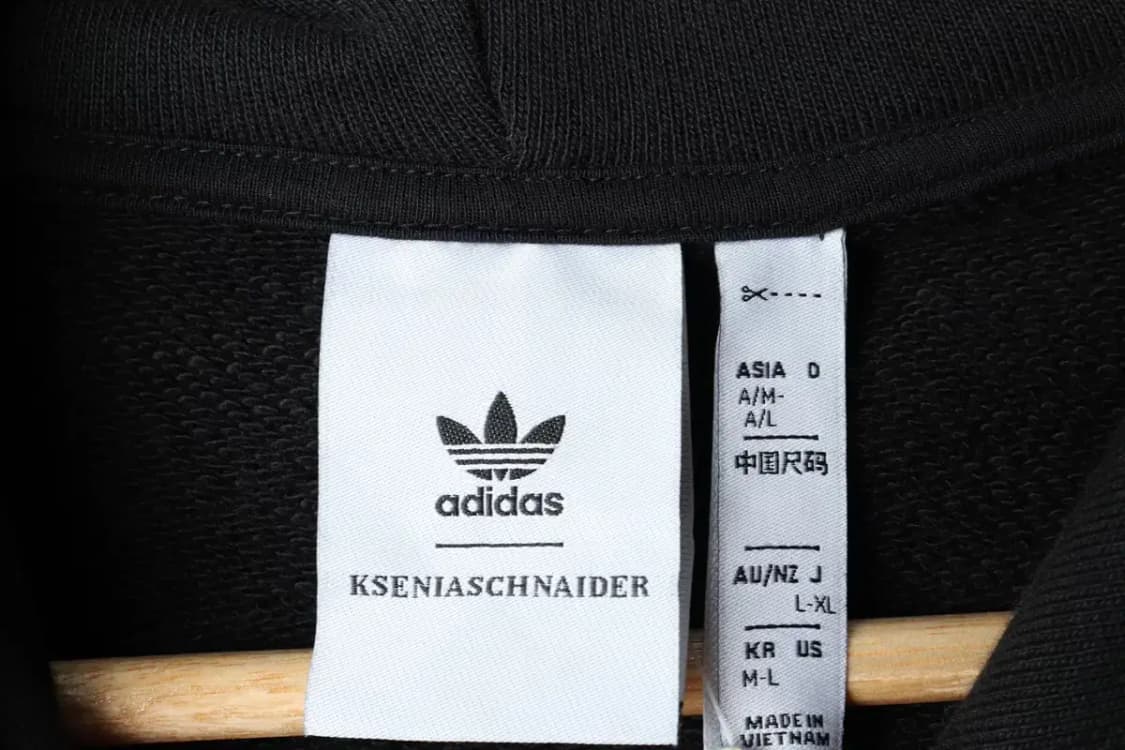 adidas
KSENIASCHNAIDER
ASIA D
A/M-
A/L
中国尺码
AU/NZ J
L-XL
KR US
M-L
MADE IN
VIETNAM